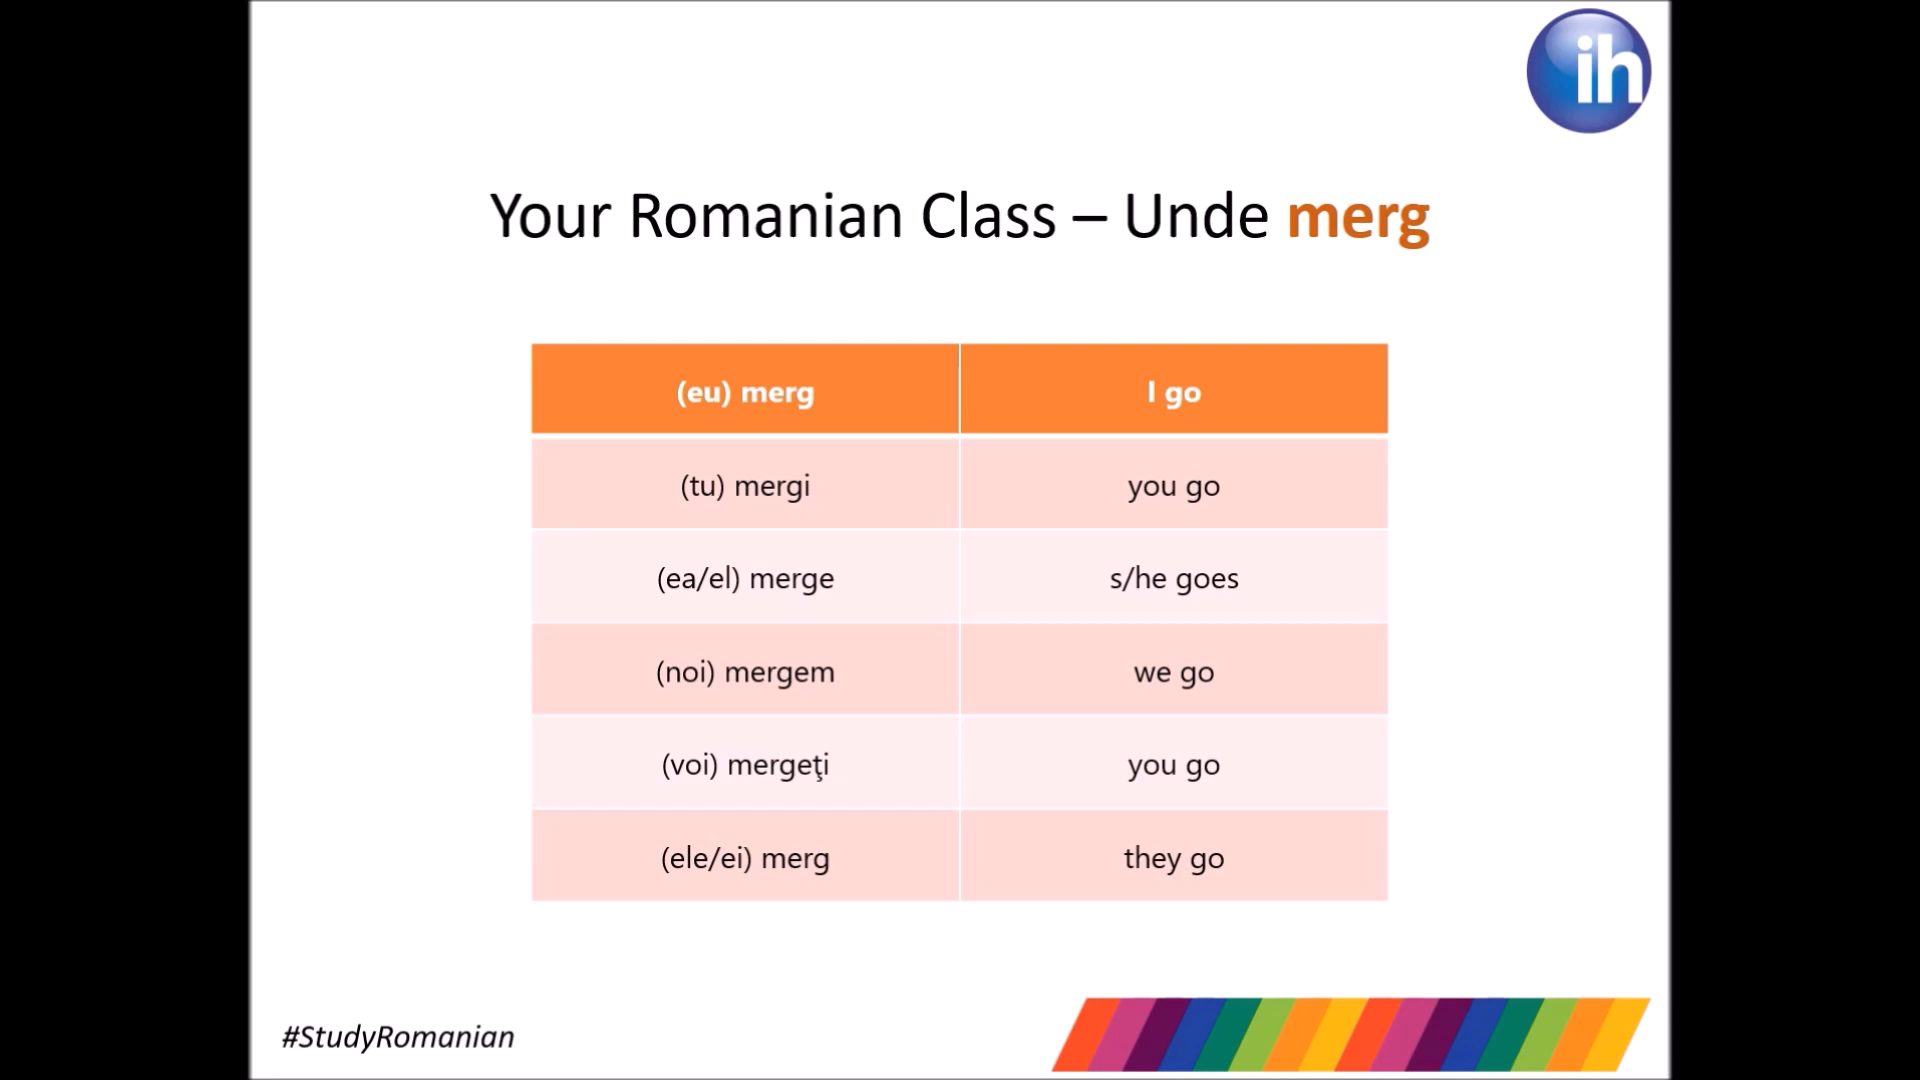 ih
Your Romanian Class – Unde merg
(eu) merg I go
(tu) mergi you go
(ea/el) merge s/he goes
(noi) mergem we go
(voi) mergeţi you go
(ele/ei) merg they go
#StudyRomanian